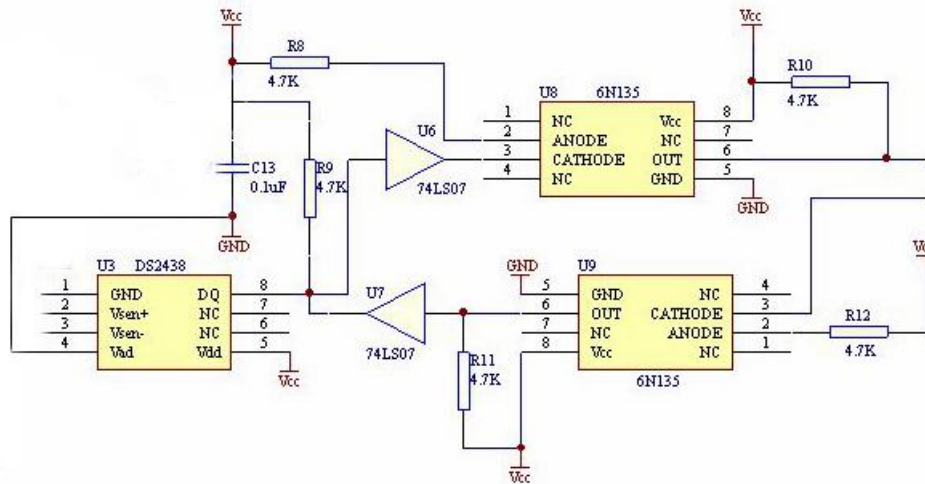 Vcc
R8
4.7K
C13
0.1uF
R9
4.7K
GND
U6
74LS07
U8 6N135
1 NC Vcc 8
2 ANODE NC 7
3 CATHODE OUT 6
4 NC GND 5
Vcc
R10
4.7K
GND
U3 DS2438
1 GND DQ 8
2 Vsen+ NC 7
3 Vsen- NC 6
4 Vad Vdd 5
Vcc
U7
74LS07
R11
4.7K
GND
U9
5 GND NC 4
6 OUT CATHODE 3
7 NC ANODE 2
8 Vcc NC 1
6N135
Vcc
R12
4.7K